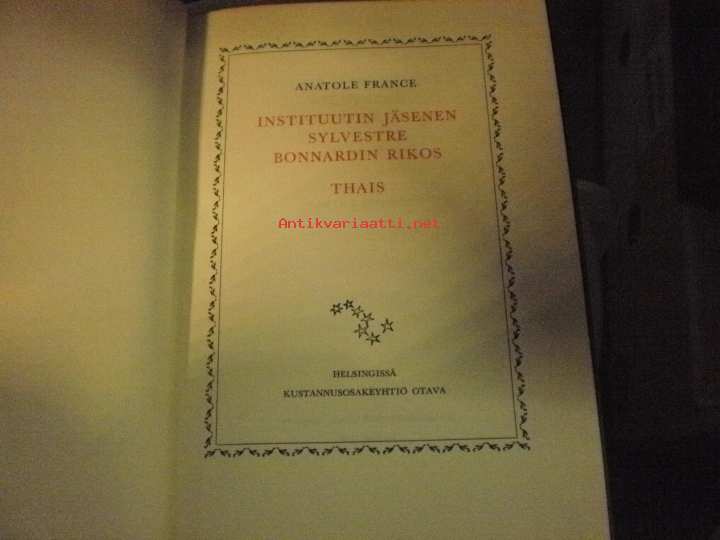 ANATOLE FRANCE
INSTITUUTIN JÄSENEN
SYLVESTRE
BONNARDIN RIKOS
THAIS
Antikvariaatti.net
HELSINGISSÄ
KUSTANNUSOSAKEYHTIÖ OTAVA